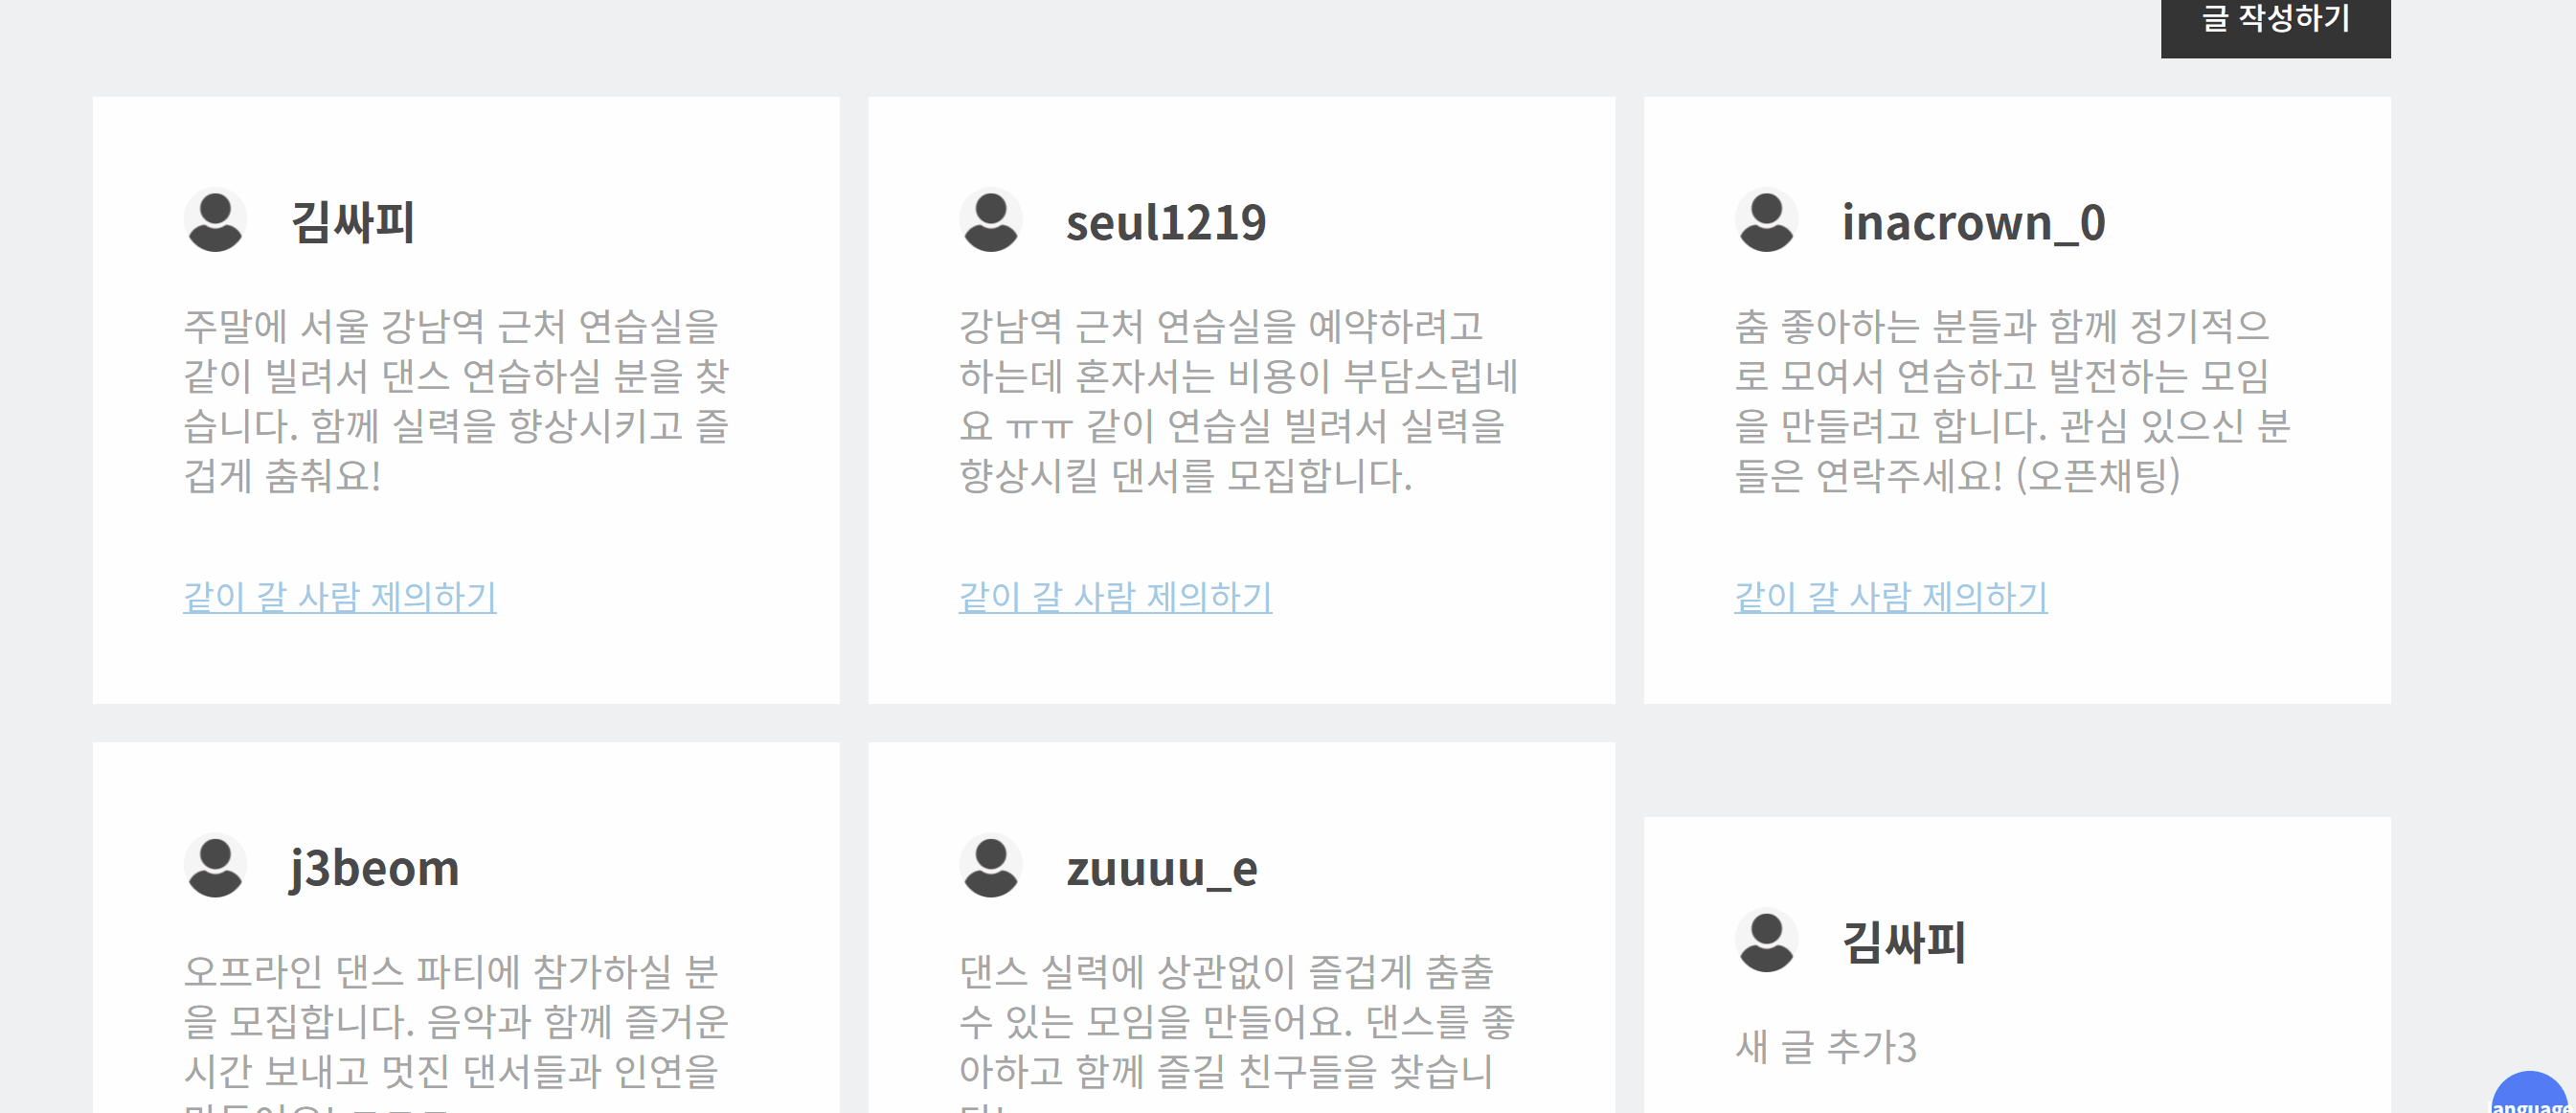 글 작성하기
김싸피
주말에 서울 강남역 근처 연습실을
같이 빌려서 댄스 연습하실 분을 찾
습니다. 함께 실력을 향상시키고 즐
겁게 춤춰요!
같이 갈 사람 제의하기
seul1219
강남역 근처 연습실을 예약하려고
하는데 혼자서는 비용이 부담스럽네
요 ㅠㅠ 같이 연습실 빌려서 실력을
향상시킬 댄서를 모집합니다.
같이 갈 사람 제의하기
inacrown_0
춤 좋아하는 분들과 함께 정기적으
로 모여서 연습하고 발전하는 모임
을 만들려고 합니다. 관심 있으신 분
들은 연락주세요! (오픈채팅)
같이 갈 사람 제의하기
j3beom
오프라인 댄스 파티에 참가하실 분
을 모집합니다. 음악과 함께 즐거운
시간 보내고 멋진 댄서들과 인연을
zuuuu_e
댄스 실력에 상관없이 즐겁게 춤출
수 있는 모임을 만들어요. 댄스를 좋
아하고 함께 즐길 친구들을 찾습니
김싸피
새 글 추가3